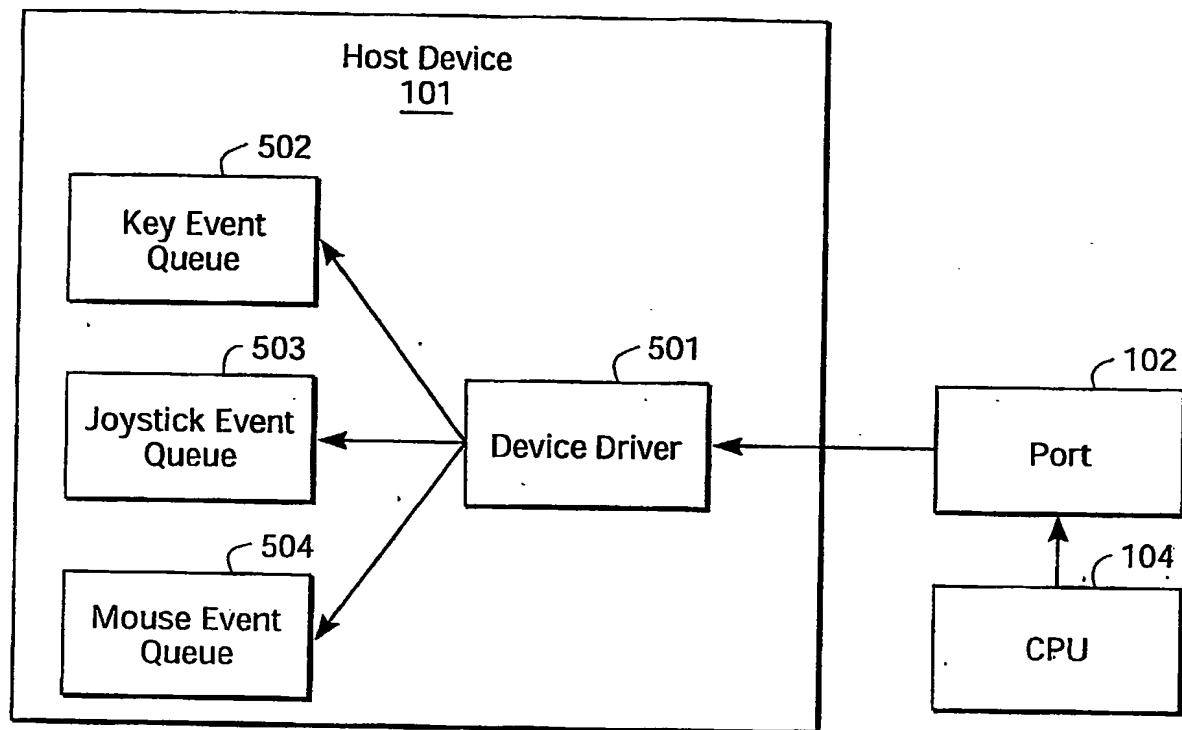 Host Device
101
502
Key Event
Queue
503
Joystick Event
Queue
504
Mouse Event
Queue
501
Device Driver
102
Port
104
CPU